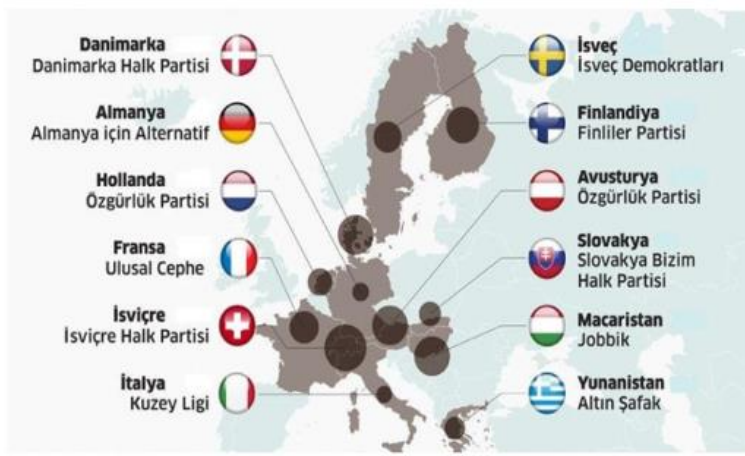 Danimarka
Danimarka Halk Partisi
Almanya
Almanya için Alternatif
Hollanda
Özgürlük Partisi
Fransa
Ulusal Cephe
İsviçre
İsviçre Halk Partisi
İtalya
Kuzey Ligi
İsveç
İsveç Demokratları
Finlandiya
Finliler Partisi
Avusturya
Özgürlük Partisi
Slovakya
Slovakya Bizim
Halk Partisi
Macaristan
Jobbik
Yunanistan
Altın Şafak